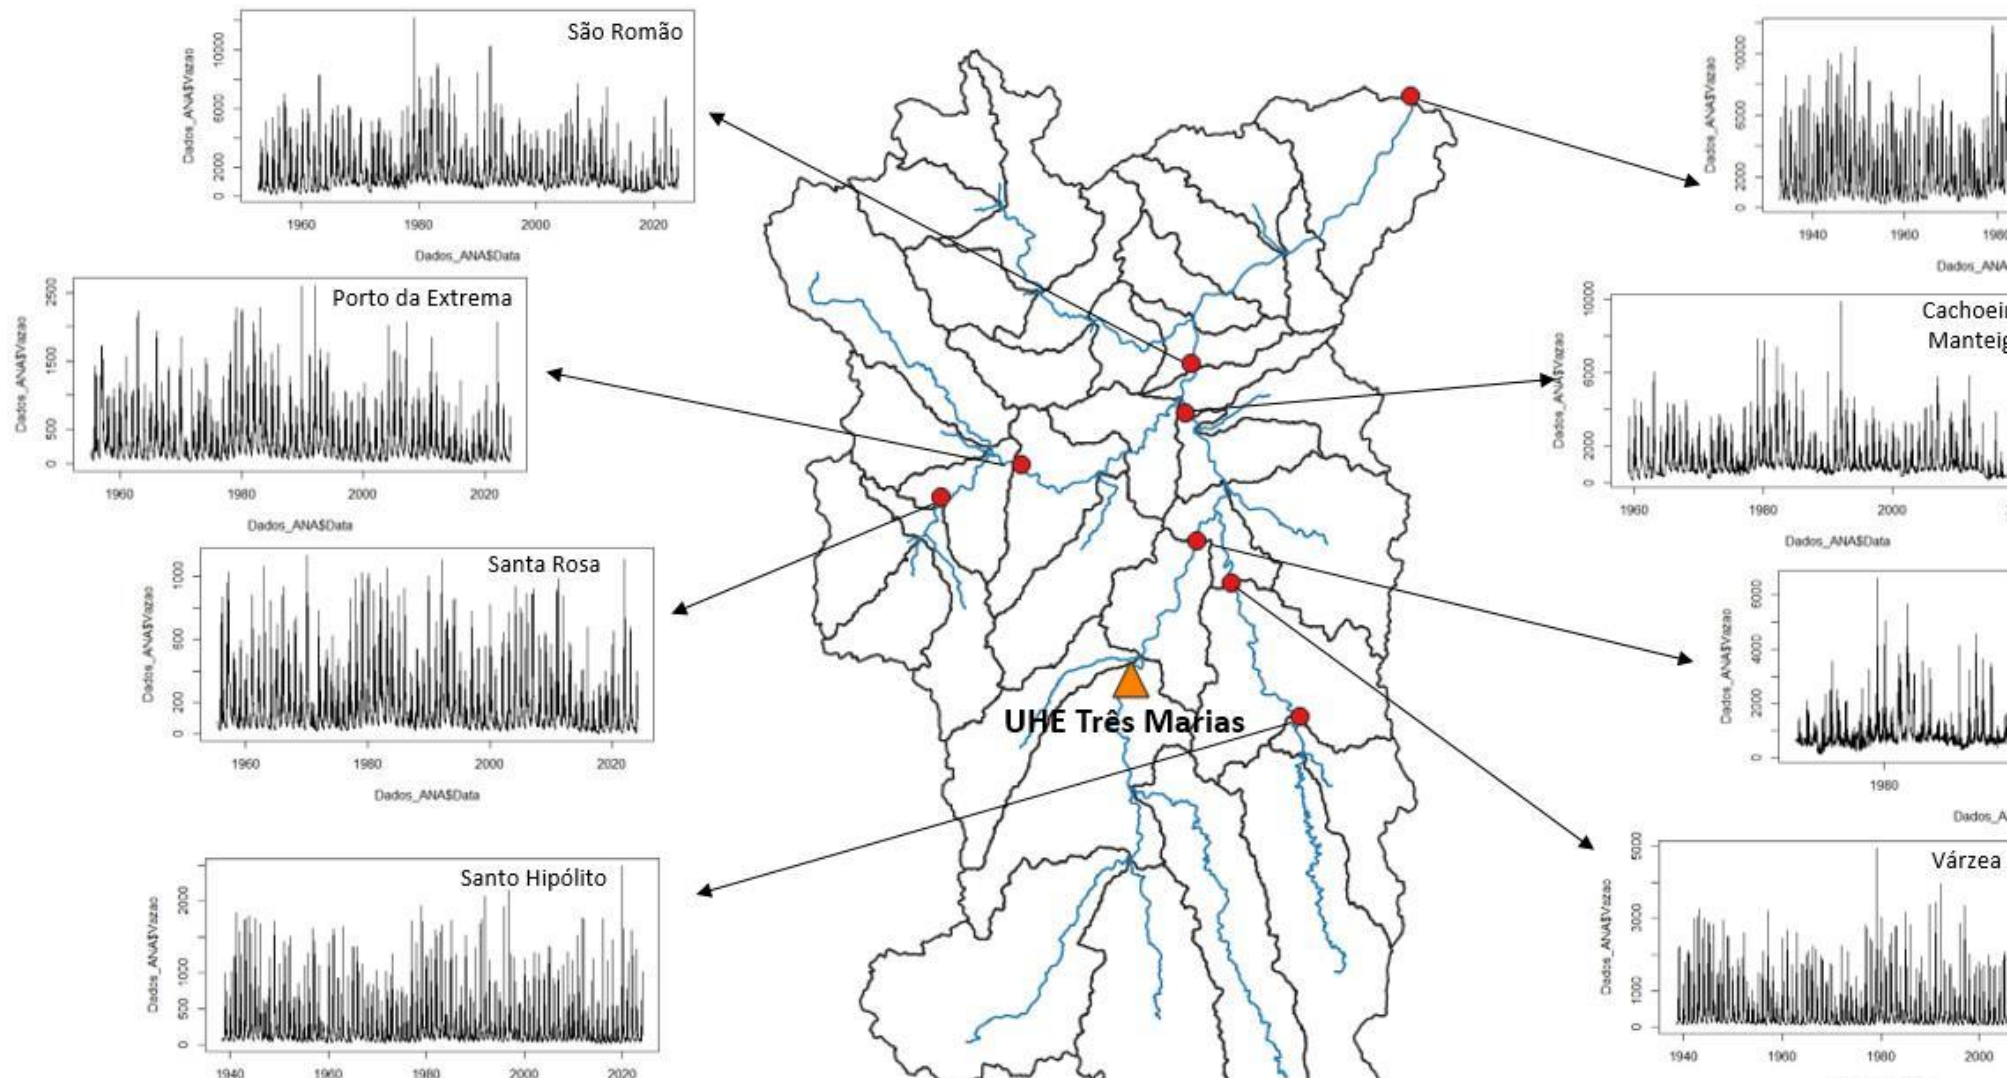 São Romão
Dados_ANA$Vazao
0 2000 6000 10000
1960 1980 2000 2020
Dados_ANA$Data
Porto da Extrema
Dados_ANA$Vazao
0 500 1500 2500
1960 1980 2000 2020
Dados_ANA$Data
Santa Rosa
Dados_ANA$Vazao
0 200 600 1000
1960 1980 2000 2020
Dados_ANA$Data
Santo Hipólito
Dados_ANA$Vazao
0 500 1000 2000
1940 1960 1980 2000 2020
UHE Três Marias
Dados_ANA$Vazao
0 2000 6000 10000
1940 1960 1980
Dados_ANA
Cachoeir
Manteig
Dados_ANA$Vazao
0 2000 6000 10000
1960 1980 2000
Dados_ANA$Data
Dados_ANA$Vazao
0 2000 4000 6000
1980
Dados_A
Várzea
Dados_ANA$Vazao
0 1000 3000 5000
1940 1960 1980 2000